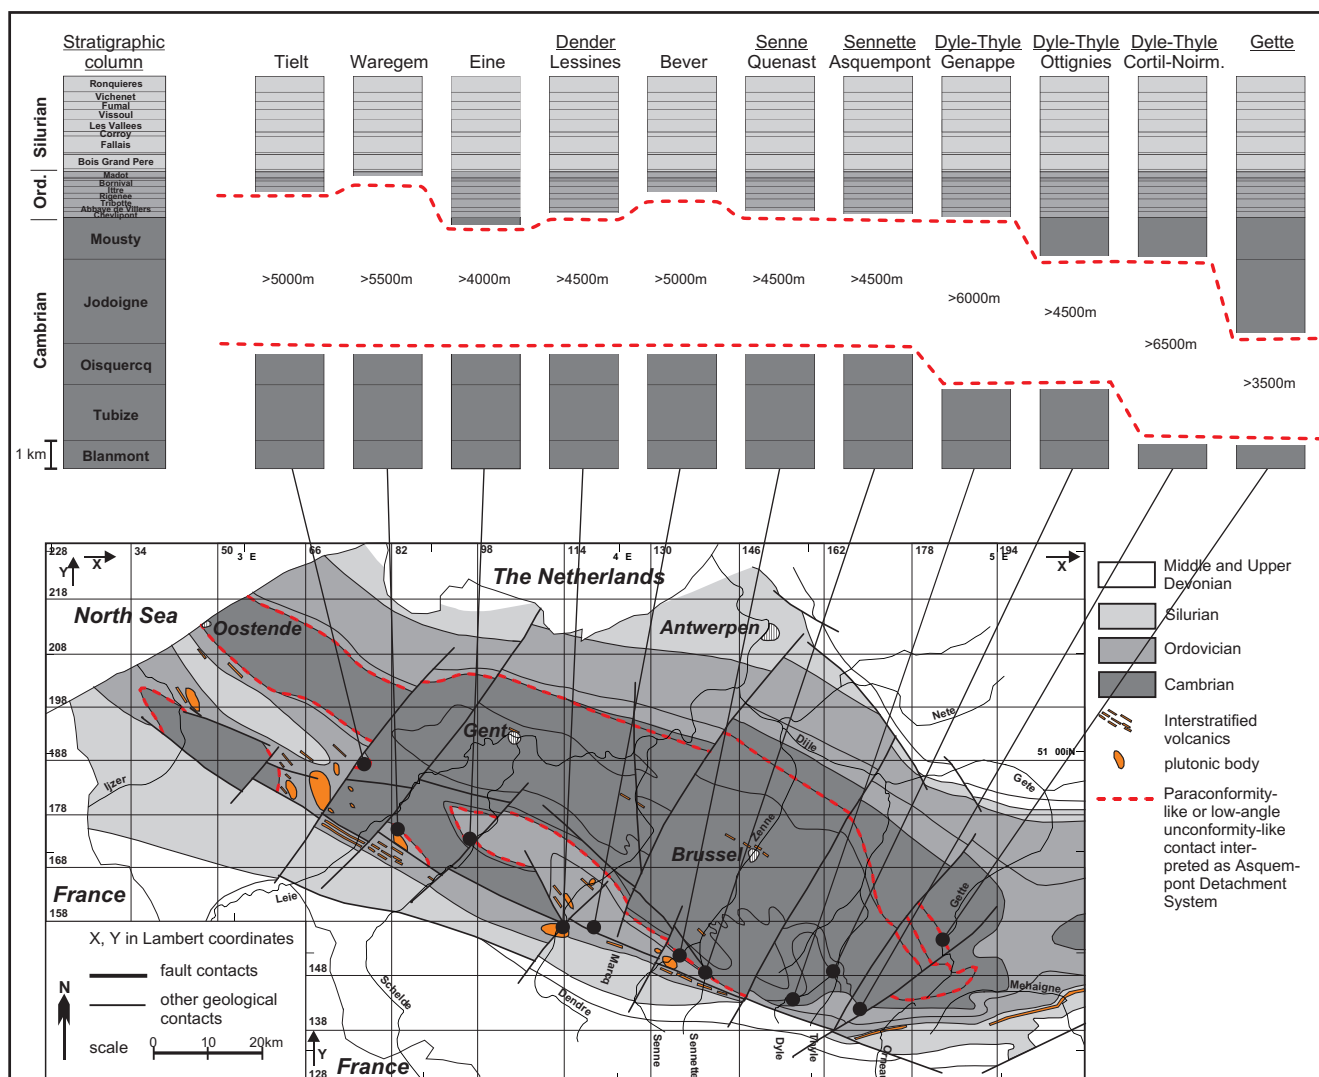 Stratigraphic column
Tielt
Waregem
Eine
Dender Lessines
Bever
Senne Quenast
Sennette Asquempont
Dyle-Thyle Genappe
Dyle-Thyle Ottignies
Dyle-Thyle Cortil-Noirm.
Gette
Silurian
Ord.
Cambrian
Ronquieres
Vichenet
Fumal
Vissoul
Les Vallees
Corroy
Fallais
Bois Grand Pere
Madot
Bornival
Ittre
Rigenee
Tribotte
Abbaye de Villers
Chevlipont
Mousty
Jodoigne
Oisquercq
Tubize
Blanmont
1 km
>5000m
>5500m
>4000m
>4500m
>5000m
>4500m
>4500m
>6000m
>4500m
>6500m
>3500m
228
Y
X
34
50
3 E
66
82
98
114
4 E
130
146
162
178
5 E
194
X
218
208
198
188
178
168
158
148
138
128
The Netherlands
North Sea
Oostende
Antwerpen
Gent
Brussel
France
France
Ijzer
Leie
Schelde
Dendre
Marcq
Senne
Sennette
Dyle
Thyle
Orneau
Mehaigne
Gette
Gete
Nete
Dijle
Zenne
51 00iN
Y
X, Y in Lambert coordinates
fault contacts
other geological
contacts
N
scale
0 10 20km
Middle and Upper
Devonian
Silurian
Ordovician
Cambrian
Interstratified
volcanics
plutonic body
Paraconformity-
like or low-angle
unconformity-like
contact inter-
preted as Asquem-
pont Detachment
System